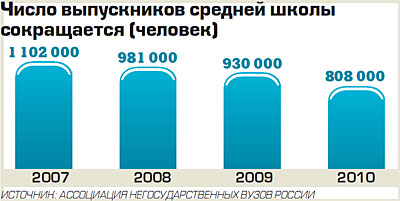 Число выпускников средней школы
сокращается (человек)
1 102 000
981 000
930 000
808 000
2007 2008 2009 2010
ИСТОЧНИК: АССОЦИАЦИЯ НЕГОСУДАРСТВЕННЫХ ВУЗОВ РОССИИ